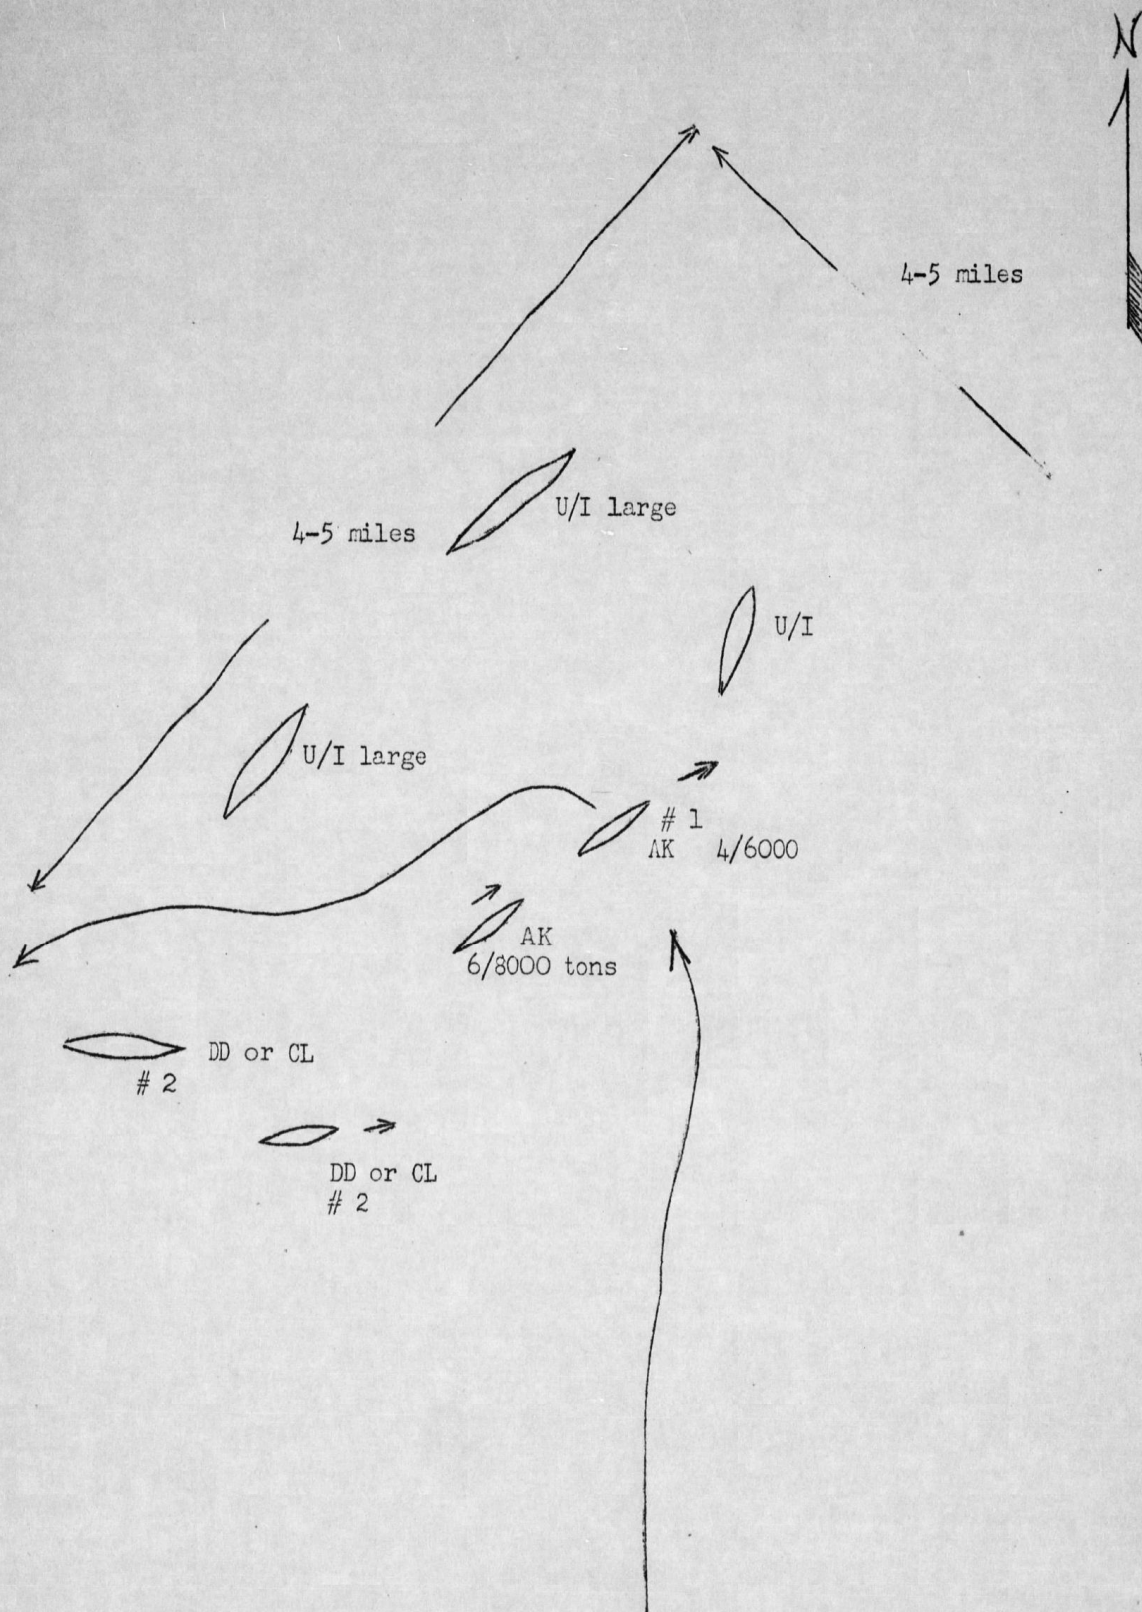 N
4-5 miles
U/I large
4-5 miles
U/I
U/I large
# 1
AK 4/6000
AK
6/8000 tons
DD or CL
# 2
DD or CL
# 2